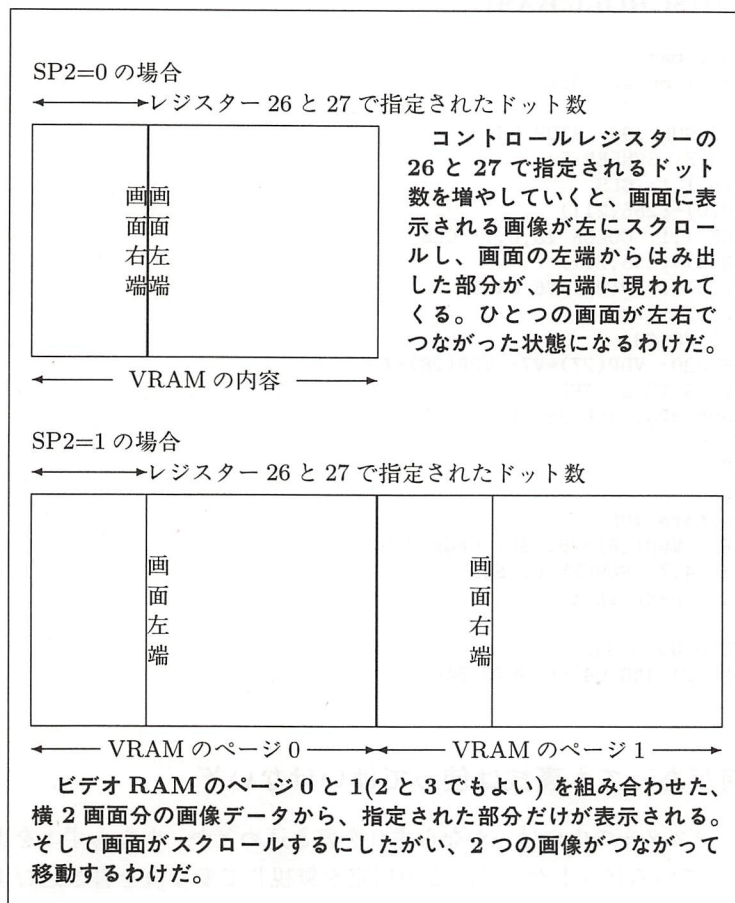 SP2=0 の場合
レジスター 26 と 27 で指定されたドット数
画面右端
画面左端
コントロールレジスターの
26 と 27 で指定されるドット
数を増やしていくと、画面に表
示される画像が左にスクロー
ルし、画面の左端からはみ出
した部分が、右端に現われて
くる。ひとつの画面が左右で
つながった状態になるわけだ。
VRAM の内容
SP2=1 の場合
レジスター 26 と 27 で指定されたドット数
画面左端
画面右端
VRAM のページ 0
VRAM のページ 1
ビデオ RAM のページ 0 と 1(2 と 3 でもよい) を組み合わせた、
横 2 画面分の画像データから、指定された部分だけが表示される。
そして画面がスクロールするにしたがい、2 つの画像がつながって
移動するわけだ。